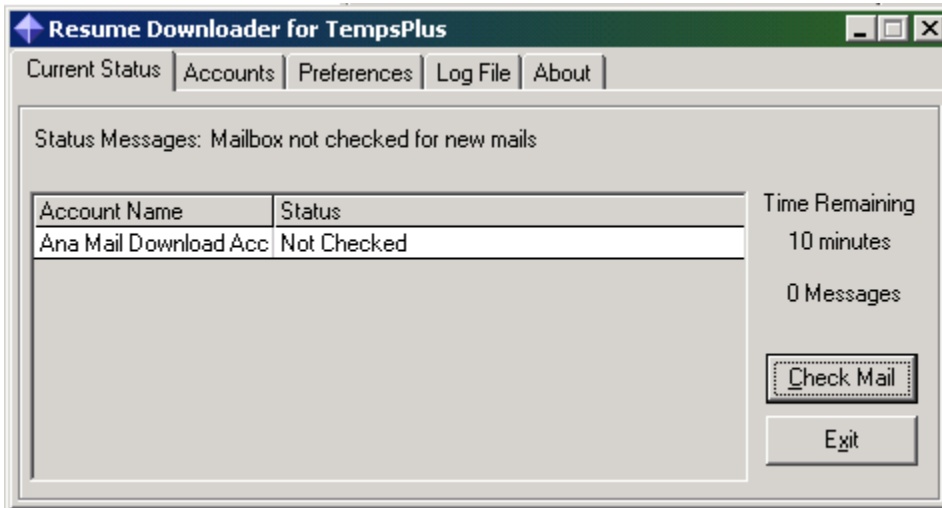 Resume Downloader for TempsPlus
Current Status Accounts Preferences Log File About
Status Messages: Mailbox not checked for new mails
Account Name Status
Ana Mail Download Acc Not Checked
Time Remaining
10 minutes
0 Messages
Check Mail
Exit